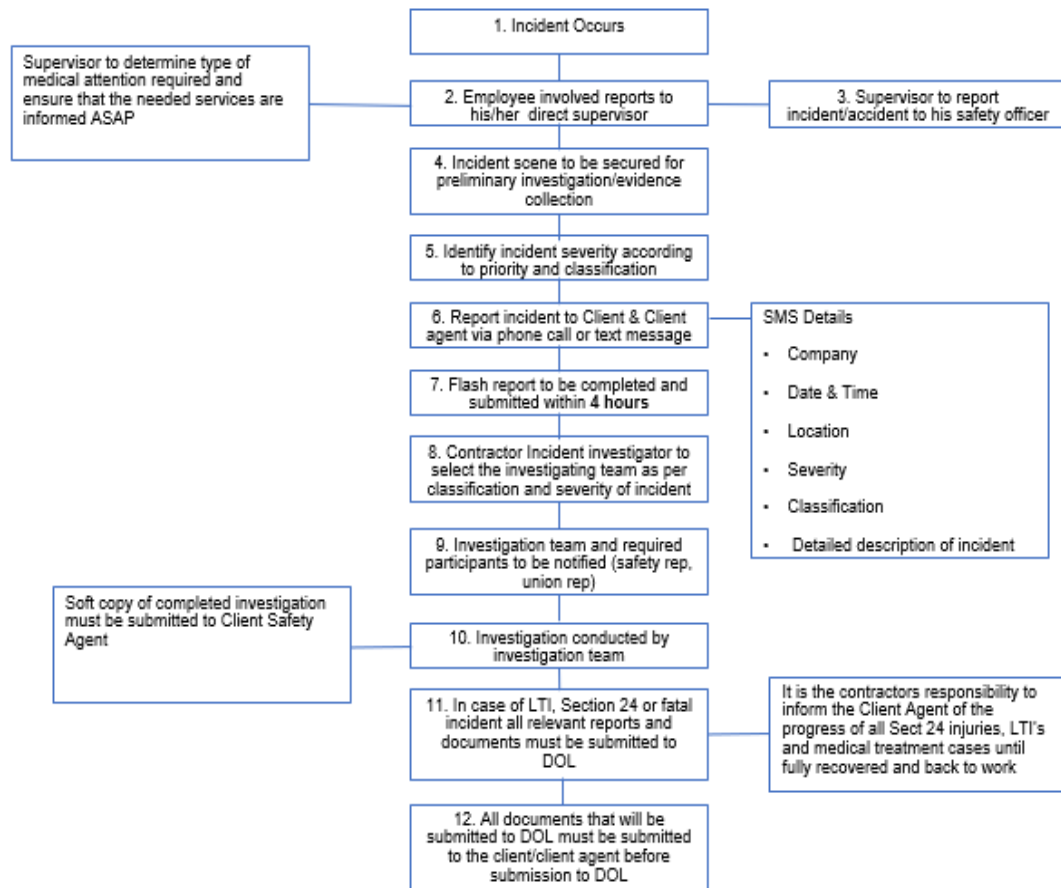 1. Incident Occurs
Supervisor to determine type of
medical attention required and
ensure that the needed services are
informed ASAP
2. Employee involved reports to
his/her direct supervisor
3. Supervisor to report
incident/accident to his safety officer
4. Incident scene to be secured for
preliminary investigation/evidence
collection
5. Identify incident severity according
to priority and classification
6. Report incident to Client & Client
agent via phone call or text message
SMS Details
▪ Company
▪ Date & Time
▪ Location
▪ Severity
▪ Classification
▪ Detailed description of incident
7. Flash report to be completed and
submitted within 4 hours
8. Contractor Incident investigator to
select the investigating team as per
classification and severity of incident
9. Investigation team and required
participants to be notified (safety rep,
union rep)
Soft copy of completed investigation
must be submitted to Client Safety
Agent
10. Investigation conducted by
investigation team
11. In case of LTI, Section 24 or fatal
incident all relevant reports and
documents must be submitted to
DOL
It is the contractors responsibility to
inform the Client Agent of the
progress of all Sect 24 injuries, LTI's
and medical treatment cases until
fully recovered and back to work
12. All documents that will be
submitted to DOL must be submitted
to the client/client agent before
submission to DOL